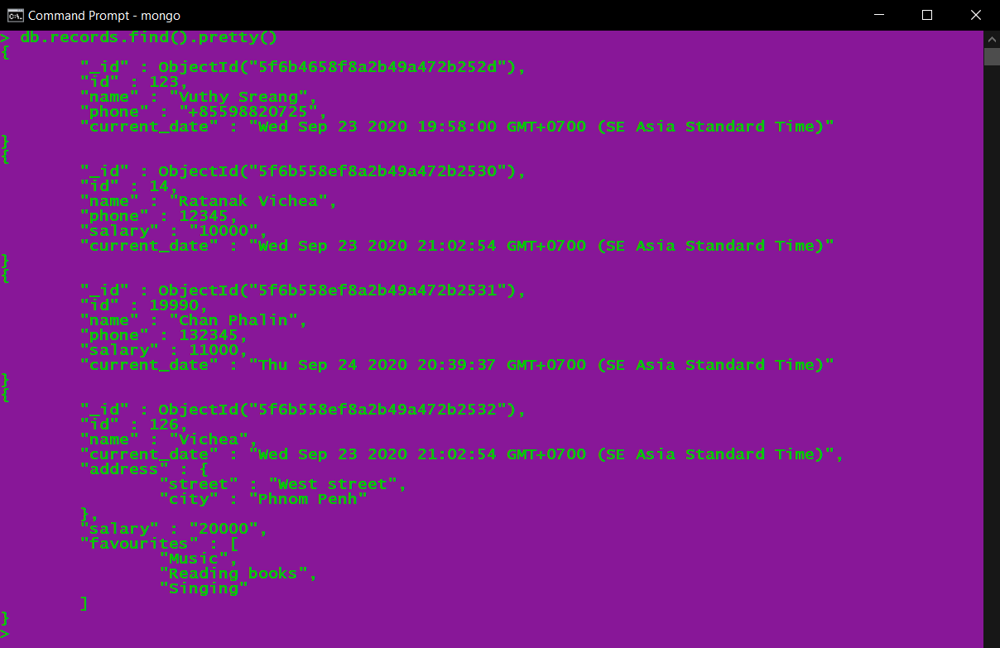 Command Prompt - mongo
> db.records.find().pretty()
{
        "_id" : ObjectId("5f6b4658f8a2b49a472b252d"),
        "id" : 123,
        "name" : "Vuthy Sreang",
        "phone" : "+85598820725",
        "current_date" : "Wed Sep 23 2020 19:58:00 GMT+0700 (SE Asia Standard Time)"
}
{
        "_id" : ObjectId("5f6b558ef8a2b49a472b2530"),
        "id" : 14,
        "name" : "Ratanak Vichea",
        "phone" : 12345,
        "salary" : "10000",
        "current_date" : "Wed Sep 23 2020 21:02:54 GMT+0700 (SE Asia Standard Time)"
}
{
        "_id" : ObjectId("5f6b558ef8a2b49a472b2531"),
        "id" : 19990,
        "name" : "Chan Phalin",
        "phone" : 132345,
        "salary" : 11000,
        "current_date" : "Thu Sep 24 2020 20:39:37 GMT+0700 (SE Asia Standard Time)"
}
{
        "_id" : ObjectId("5f6b558ef8a2b49a472b2532"),
        "id" : 126,
        "name" : "Vichea",
        "current_date" : "Wed Sep 23 2020 21:02:54 GMT+0700 (SE Asia Standard Time)",
        "address" : {
                "street" : "West street",
                "city" : "Phnom Penh"
        },
        "salary" : "20000",
        "favourites" : [
                "Music",
                "Reading books",
                "Singing"
        ]
}
>